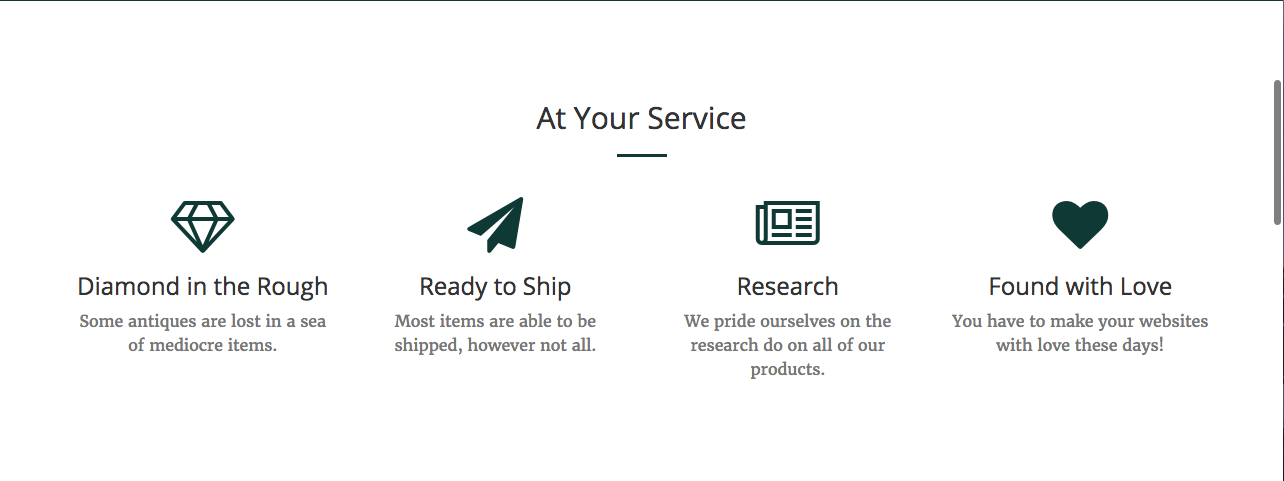 At Your Service
Diamond in the Rough
Some antiques are lost in a sea
of mediocre items.
Ready to Ship
Most items are able to be
shipped, however not all.
Research
We pride ourselves on the
research do on all of our
products.
Found with Love
You have to make your websites
with love these days!